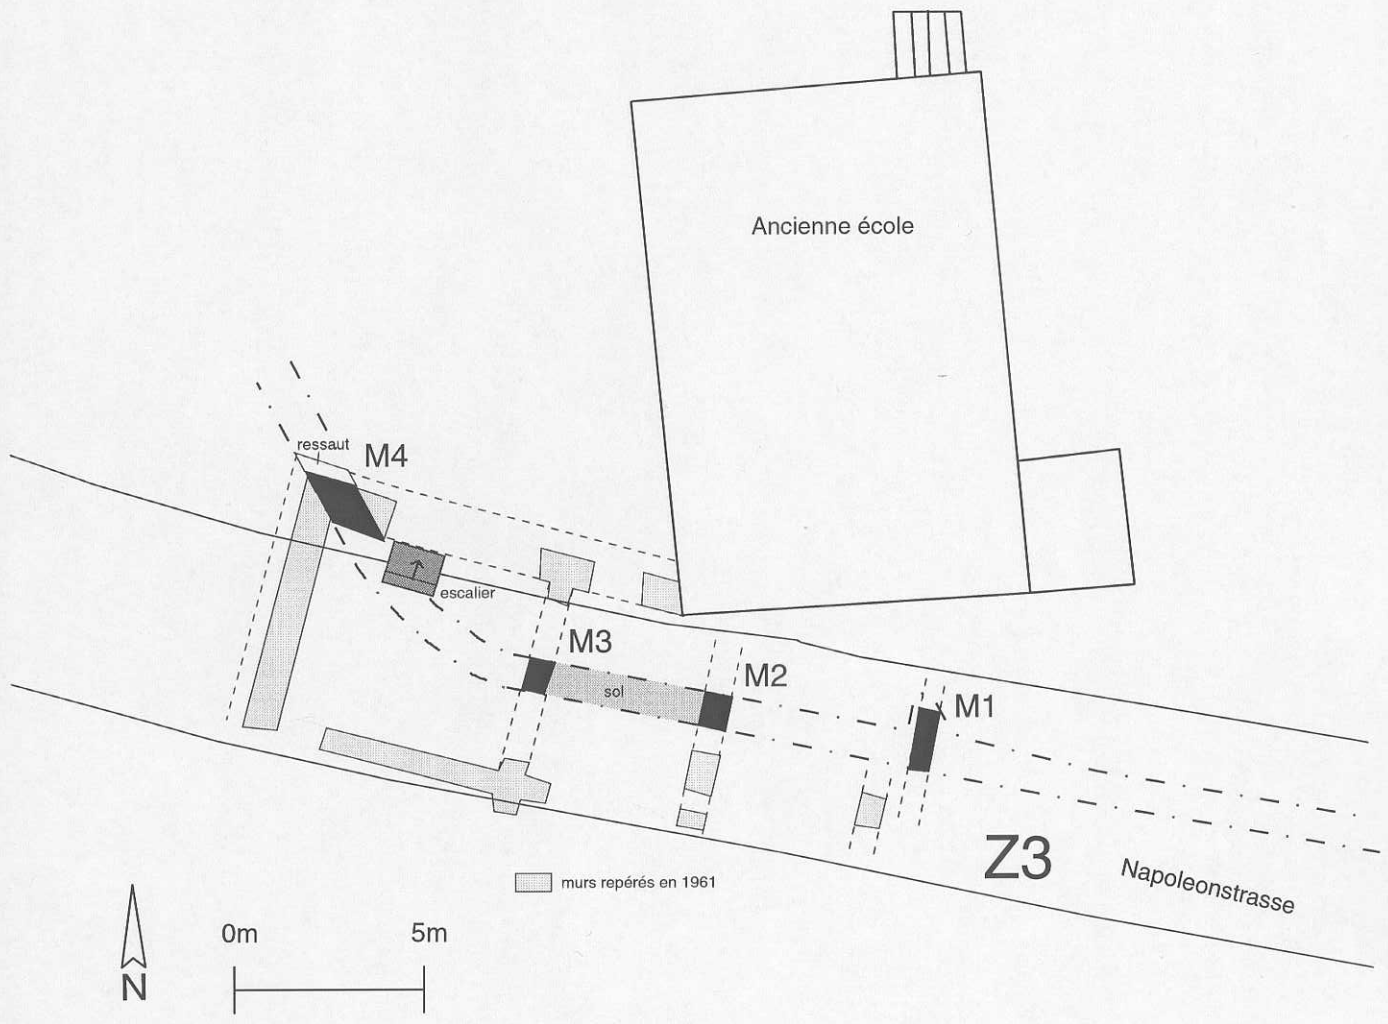 Ancienne école
ressaut
M4
escalier
M3
sol
M2
M1
Z3
Napoleonstrasse
murs repérés en 1961
0m 5m
N